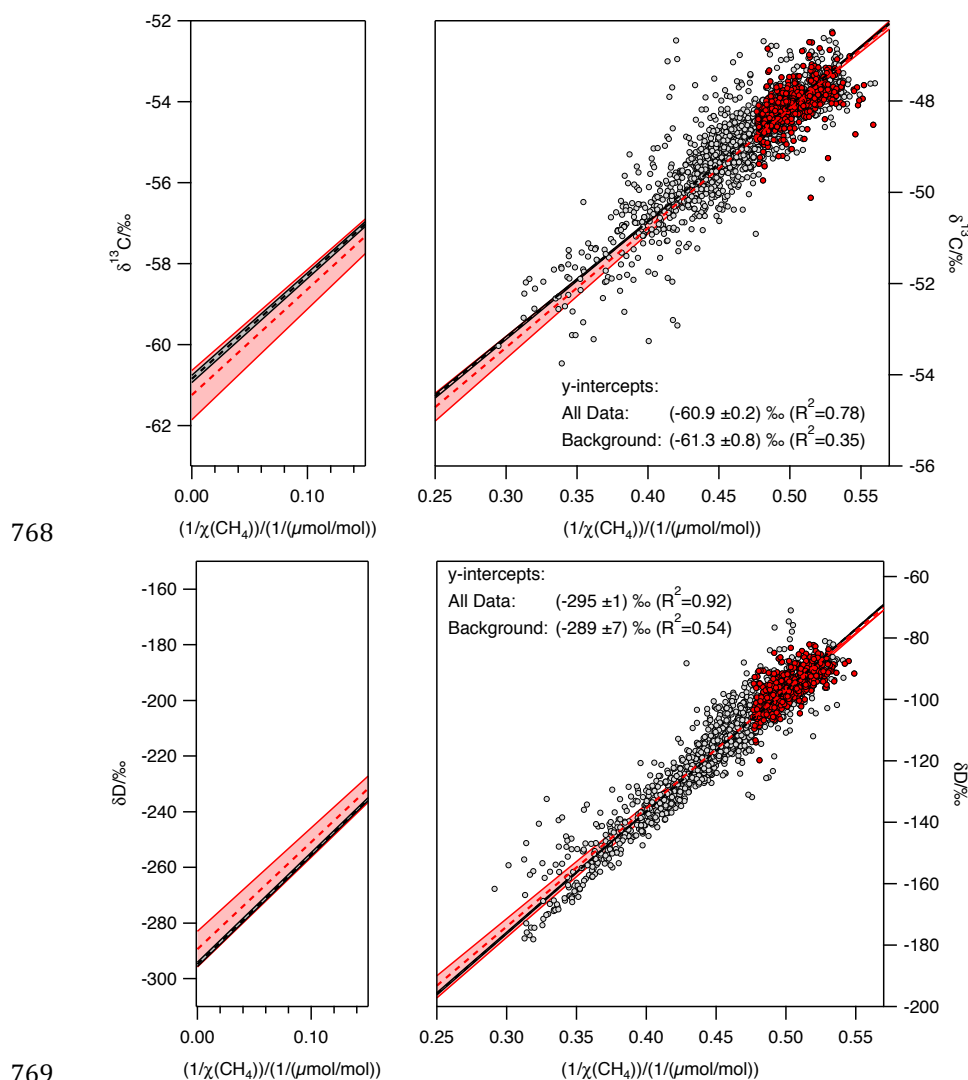 -52
-54
-56
-58
-60
-62
δ¹³C/‰
0.00
0.10
(1/χ(CH₄))/(1/(µmol/mol))
-48
-50
-52
-54
-56
δ¹³C/‰
y-intercepts:
All Data: (-60.9 ±0.2) ‰ (R²=0.78)
Background: (-61.3 ±0.8) ‰ (R²=0.35)
0.25 0.30 0.35 0.40 0.45 0.50 0.55
(1/χ(CH₄))/(1/(µmol/mol))
768
-160
-180
-200
-220
-240
-260
-280
-300
δD/‰
0.00
0.10
(1/χ(CH₄))/(1/(µmol/mol))
y-intercepts:
All Data: (-295 ±1) ‰ (R²=0.92)
Background: (-289 ±7) ‰ (R²=0.54)
-60
-80
-100
-120
-140
-160
-180
-200
δD/‰
0.25 0.30 0.35 0.40 0.45 0.50 0.55
(1/χ(CH₄))/(1/(µmol/mol))
769